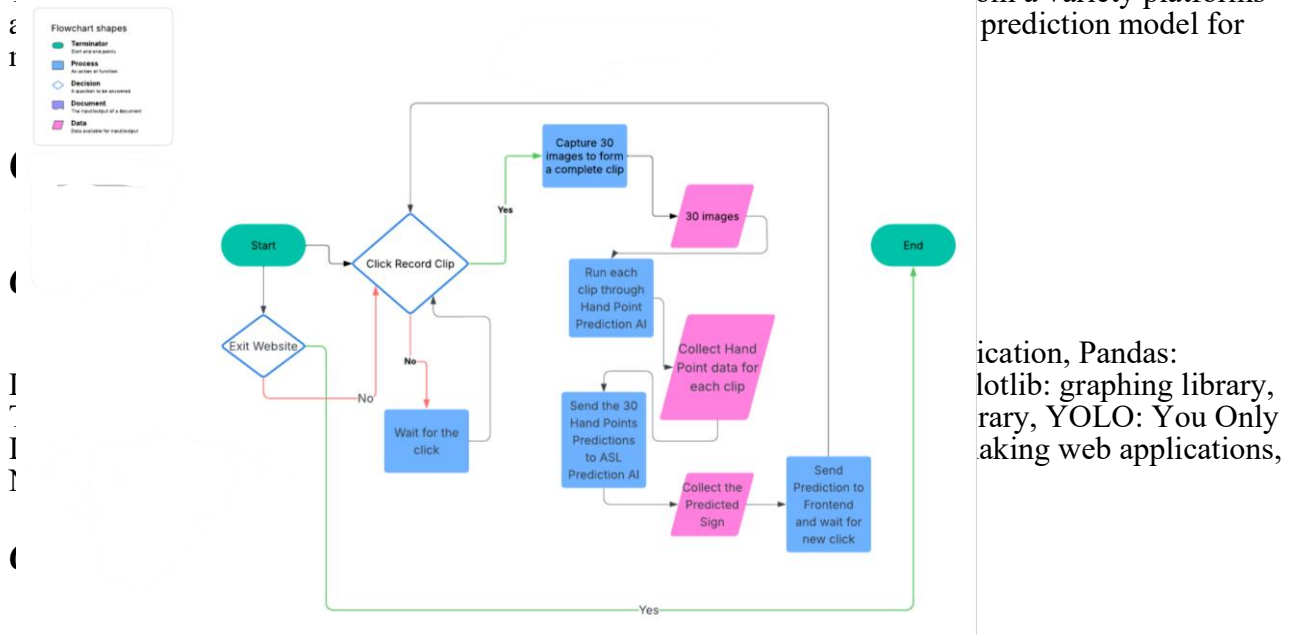 om a variety platforms
prediction model for
Flowchart shapes
Terminator
Start and end points
Process
An action or function
Decision
A question to be answered
Document
The input/output of a document
Data
Data available for input/output
Capture 30
images to form
a complete clip
Yes
30 images
Start
Click Record Clip
End
Run each
clip through
Hand Point
Prediction AI
Exit Website
No
Collect Hand
Point data for
each clip
No
Wait for the
click
Send the 30
Hand Points
Predictions
to ASL
Prediction AI
Collect the
Predicted
Sign
Send
Prediction to
Frontend
and wait for
new click
Yes
ication, Pandas:
lotlib: graphing library,
rary, YOLO: You Only
aking web applications,